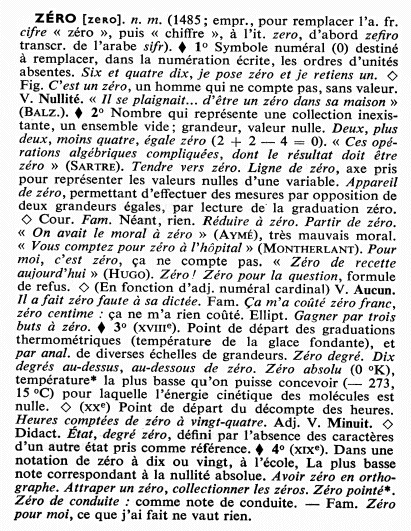 ZÉRO [zeʀo]. n. m. (1485 ; empr., pour remplacer l'a. fr.
cifre « zéro », puis « chiffre », à l'it. zero, d'abord zefiro
transcr. de l'arabe sifr). ♦ 1º Symbole numéral (0) destiné
à remplacer, dans la numération écrite, les ordres d'unités
absentes. Six et quatre dix, je pose zéro et je retiens un. ◇
Fig. C'est un zéro, un homme qui ne compte pas, sans valeur.
V. Nullité. « Il se plaignait... d'être un zéro dans sa maison »
(BALZ.). ♦ 2º Nombre qui représente une collection inexis-
tante, un ensemble vide ; grandeur, valeur nulle. Deux, plus
deux, moins quatre, égale zéro (2 + 2 — 4 = 0). « Ces opé-
rations algébriques compliquées, dont le résultat doit être
zéro » (SARTRE). Tendre vers zéro. Ligne de zéro, axe pris
pour représenter les valeurs nulles d'une variable. Appareil
de zéro, permettant d'effectuer des mesures par opposition de
deux grandeurs égales, par lecture de la graduation zéro.
◇ Cour. Fam. Néant, rien. Réduire à zéro. Partir de zéro.
« On avait le moral à zéro » (AYMÉ), très mauvais moral.
« Vous comptez pour zéro à l'hôpital » (MONTHERLANT). Pour
moi, c'est zéro, ça ne compte pas. « Zéro de recette
aujourd'hui » (HUGO). Zéro ! Zéro pour la question, formule
de refus. ◇ (En fonction d'adj. numéral cardinal) V. Aucun.
Il a fait zéro faute à sa dictée. Fam. Ça m'a coûté zéro franc,
zéro centime : ça ne m'a rien coûté. Ellipt. Gagner par trois
buts à zéro. ♦ 3º (XVIIIe). Point de départ des graduations
thermométriques (température de la glace fondante), et
par anal. de diverses échelles de grandeurs. Zéro degré. Dix
degrés au-dessus, au-dessous de zéro. Zéro absolu (0 ºK),
température* la plus basse qu'on puisse concevoir (— 273,
15 ºC) pour laquelle l'énergie cinétique des molécules est
nulle. ◇ (XXe) Point de départ du décompte des heures.
Heures comptées de zéro à vingt-quatre. Adj. V. Minuit. ◇
Didact. État, degré zéro, défini par l'absence des caractères
d'un autre état pris comme référence. ♦ 4º (XIXe). Dans une
notation de zéro à dix ou vingt, à l'école, La plus basse
note correspondant à la nullité absolue. Avoir zéro en ortho-
graphe. Attraper un zéro, collectionner les zéros. Zéro pointé*.
Zéro de conduite : comme note de conduite. — Fam. Zéro
pour moi, ce que j'ai fait ne vaut rien.